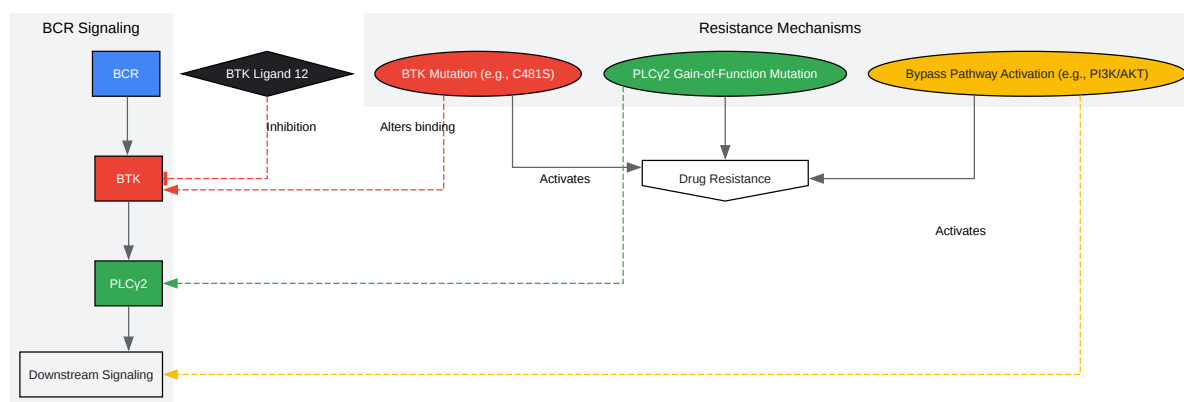 BCR Signaling
Resistance Mechanisms
BCR
BTK Ligand 12
BTK Mutation (e.g., C481S)
PLCγ2 Gain-of-Function Mutation
Bypass Pathway Activation (e.g., PI3K/AKT)
Inhibition
Alters binding
BTK
Activates
Drug Resistance
Activates
PLCγ2
Downstream Signaling